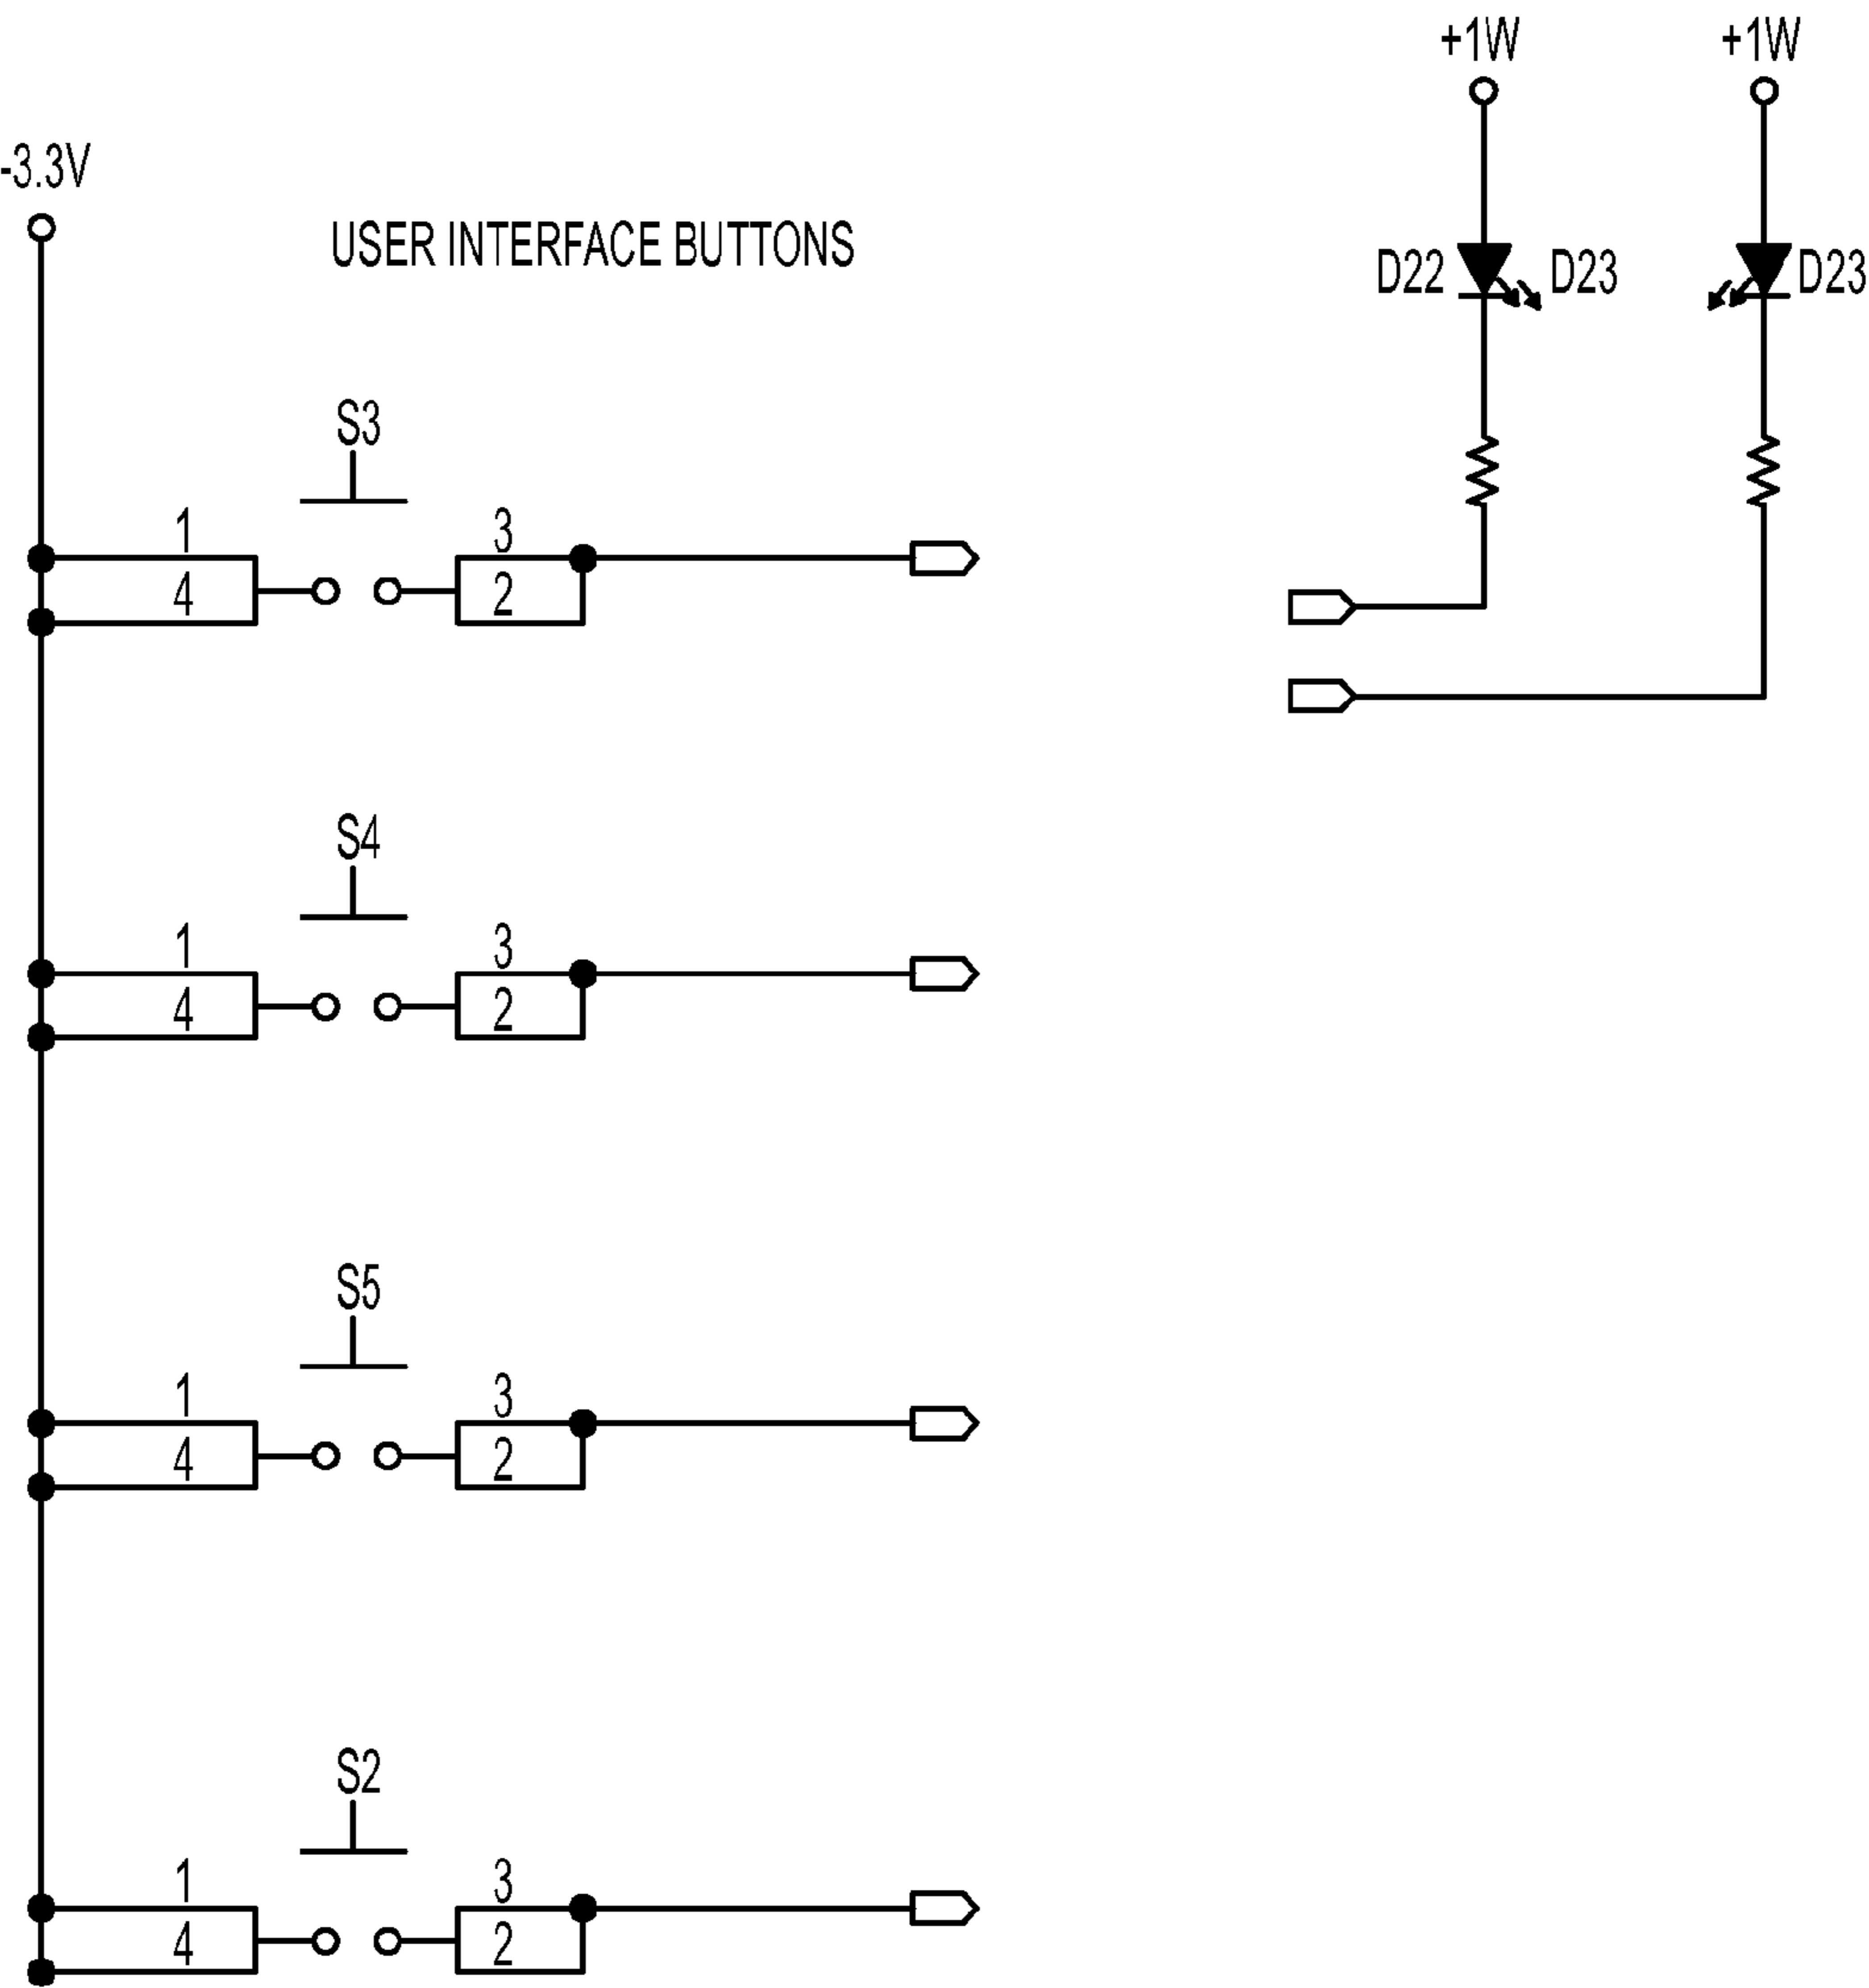 +1W +1W
-3.3V
USER INTERFACE BUTTONS
D22 D23 D23
S3
1 3
4 2
S4
1 3
4 2
S5
1 3
4 2
S2
1 3
4 2